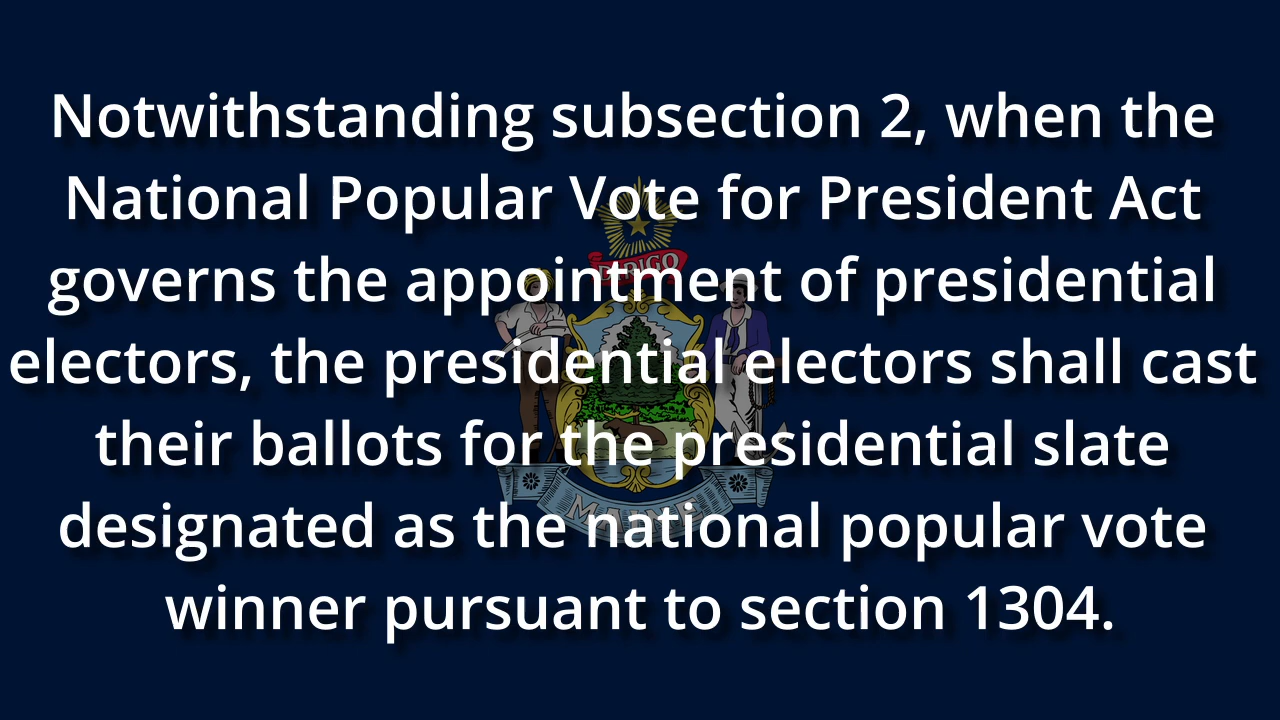 Notwithstanding subsection 2, when the
National Popular Vote for President Act
governs the appointment of presidential
electors, the presidential electors shall cast
their ballots for the presidential slate
designated as the national popular vote
winner pursuant to section 1304.
DIRIGO
MAINE